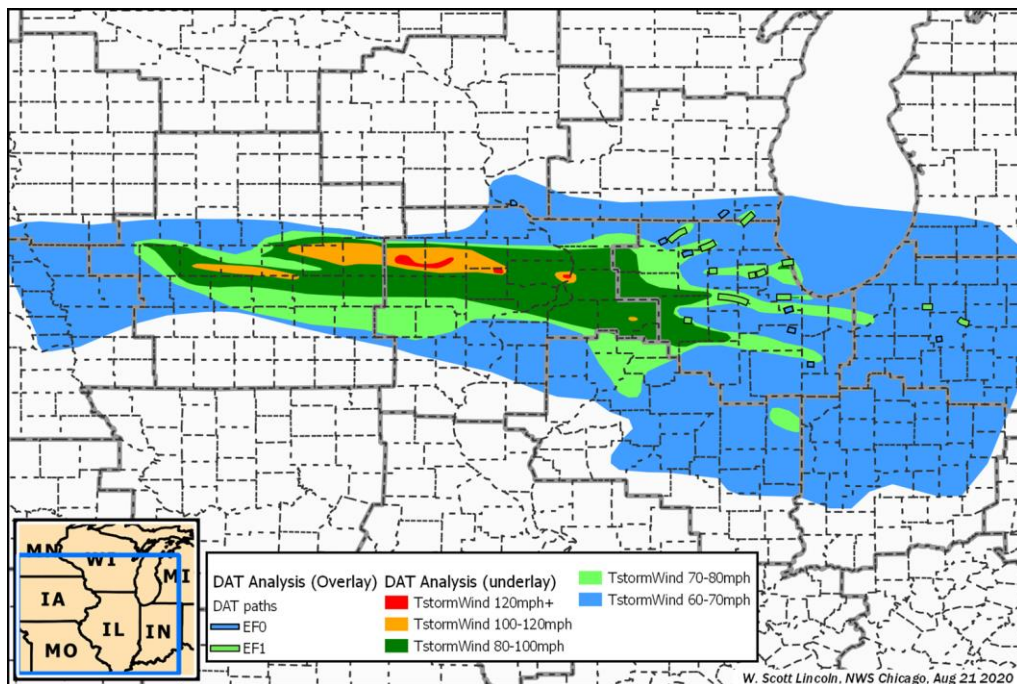 MN
WI
MI
IA
IL
IN
MO
DAT Analysis (Overlay)
DAT paths
EF0
EF1
DAT Analysis (underlay)
TstormWind 120mph+
TstormWind 100-120mph
TstormWind 80-100mph
TstormWind 70-80mph
TstormWind 60-70mph
W. Scott Lincoln, NWS Chicago, Aug 21 2020